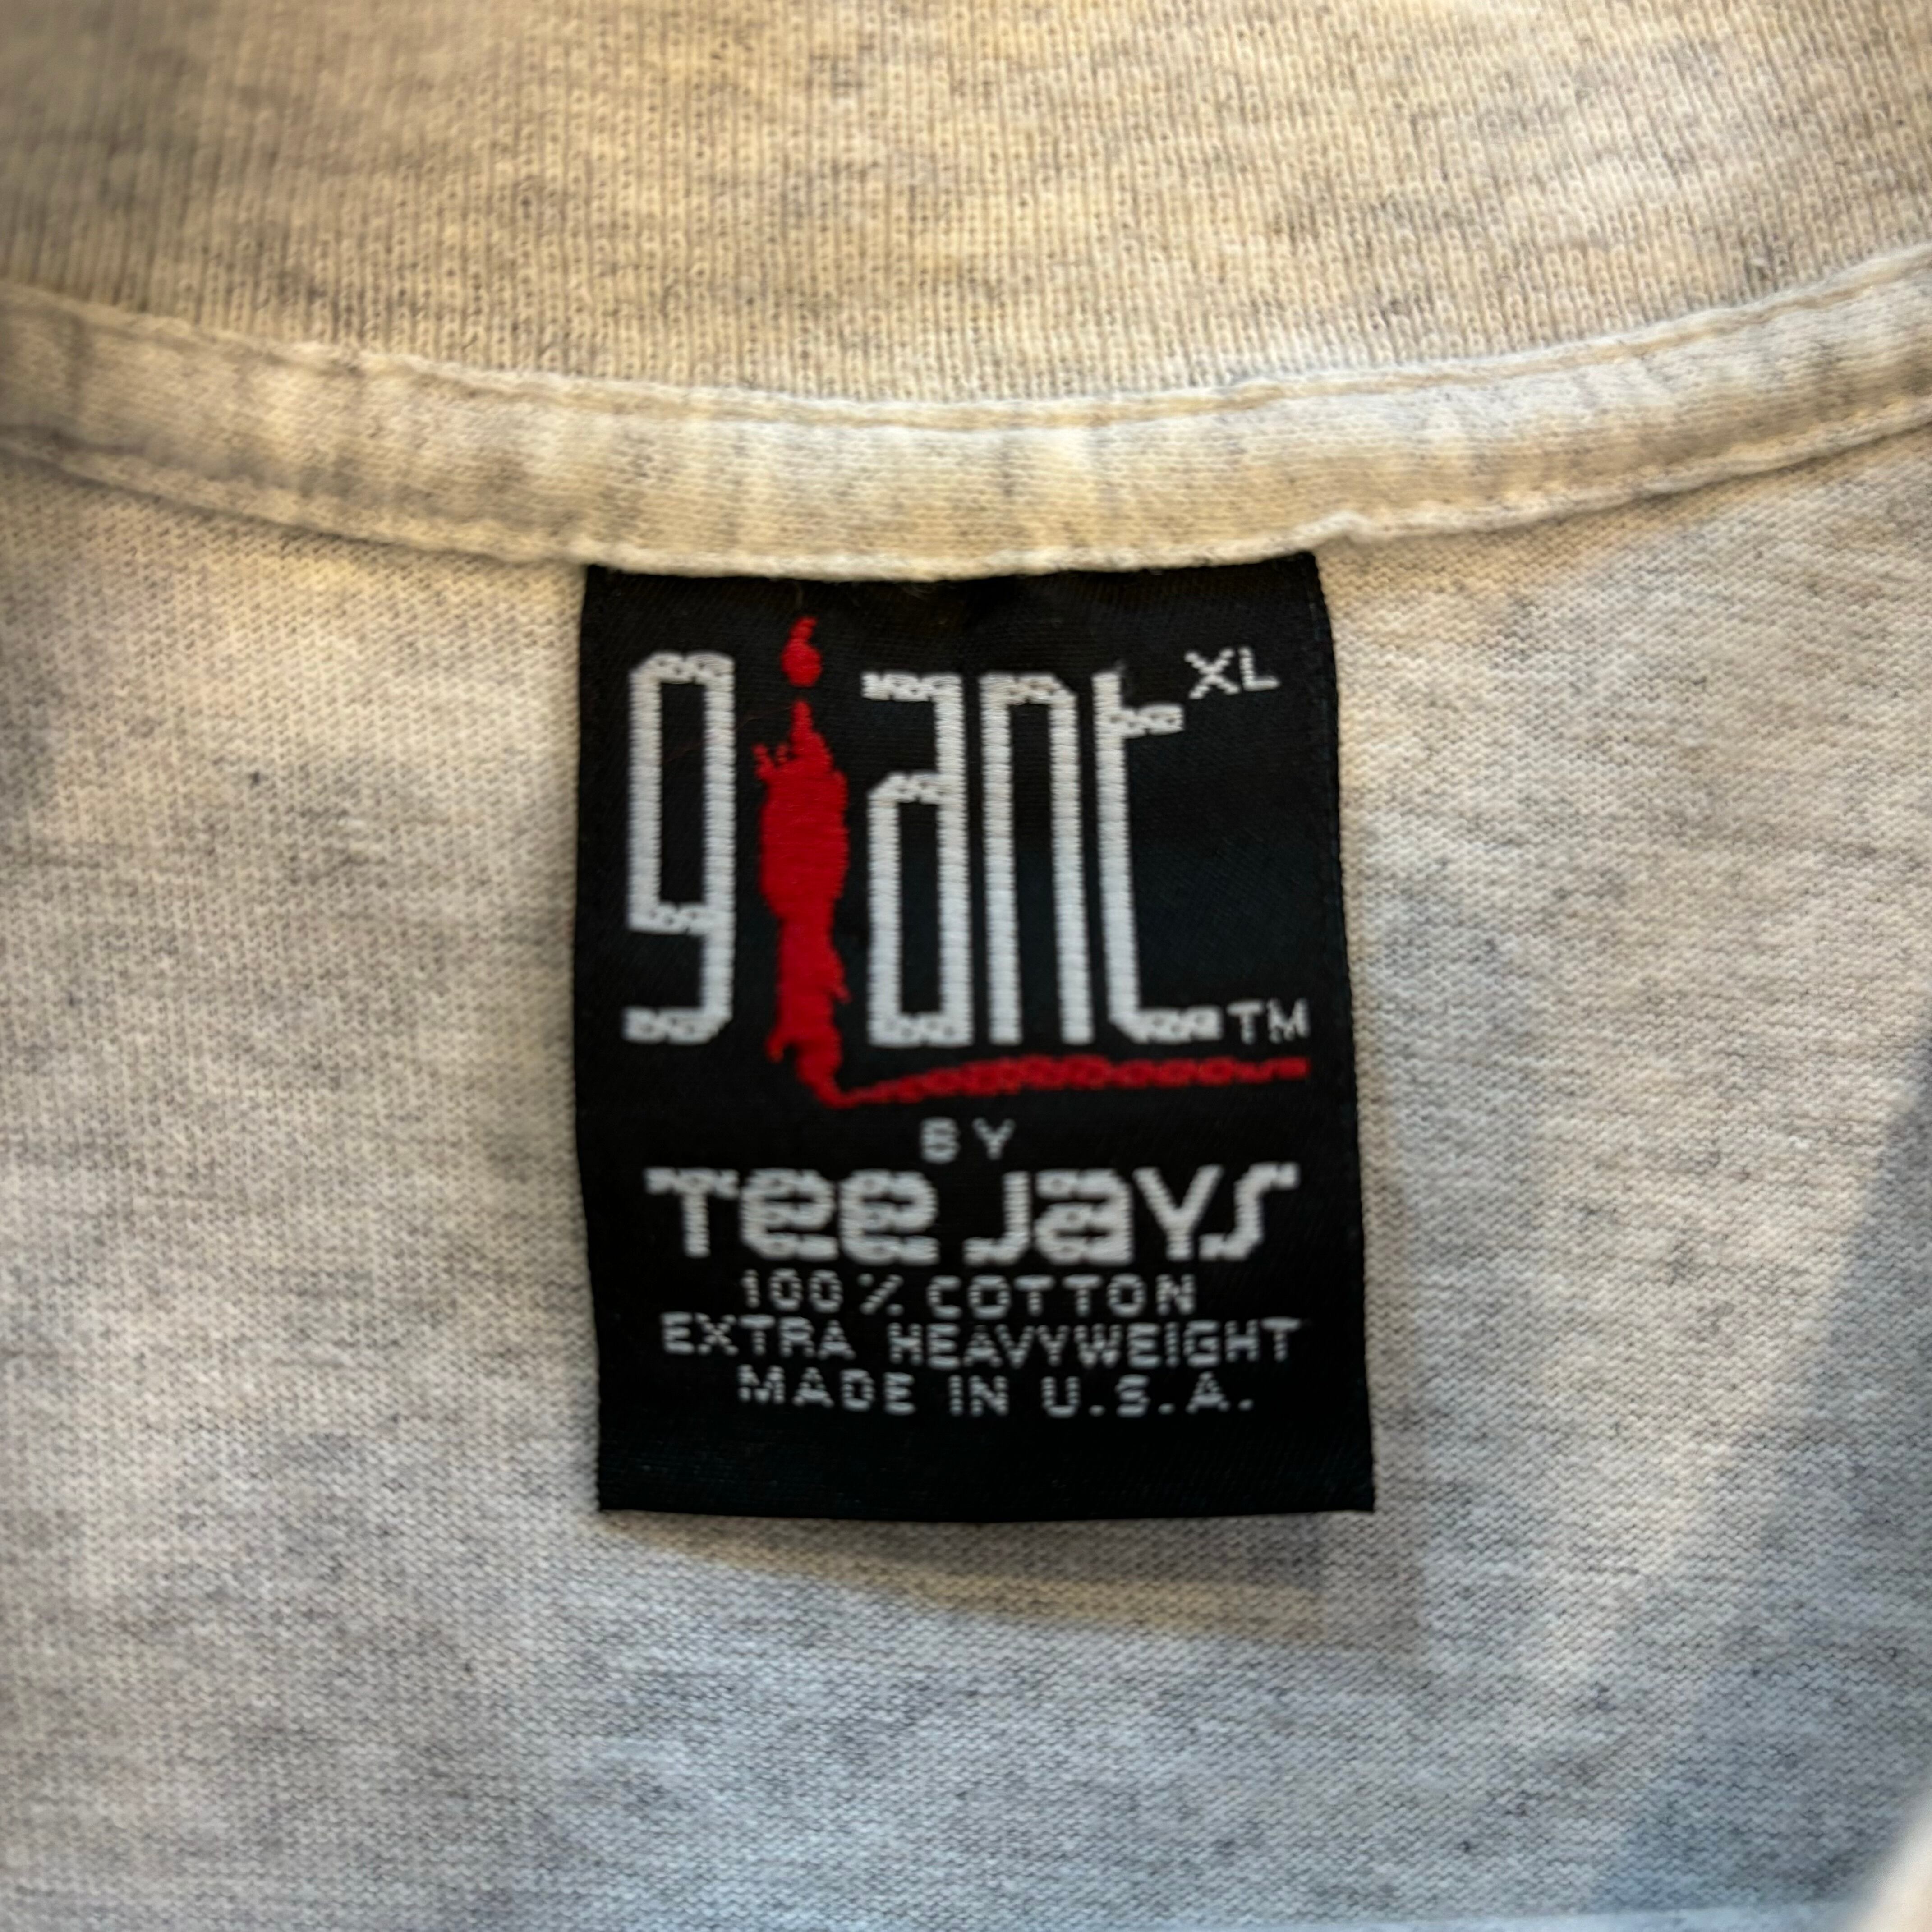 giant XL
TM
BY
Tee Jays
100% COTTON
EXTRA HEAVYWEIGHT
MADE IN U.S.A.